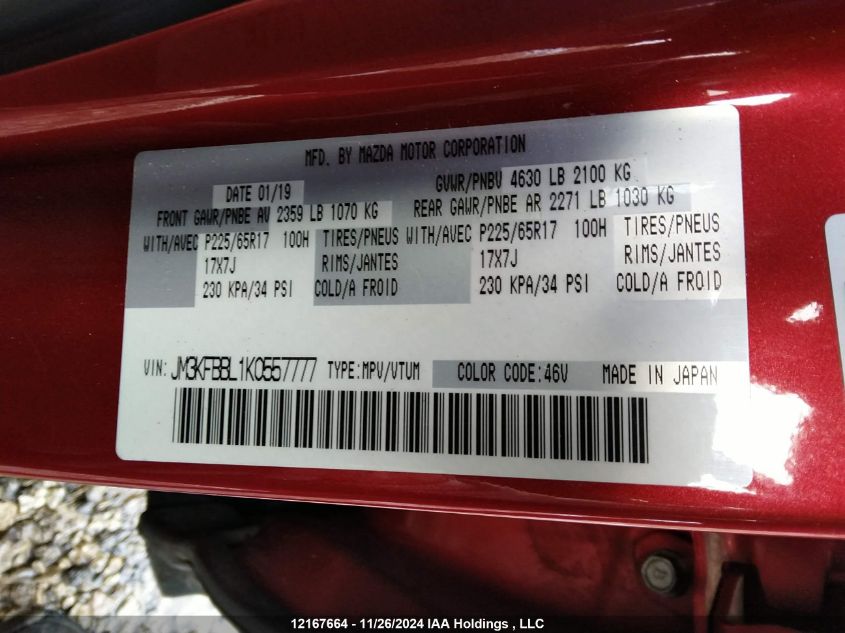 MFD. BY MAZDA MOTOR CORPORATION
DATE 01/19 GVWR/PNBV 4630 LB 2100 KG
FRONT GAWR/PNBE AV 2359 LB 1070 KG REAR GAWR/PNBE AR 2271 LB 1030 KG
WITH/AVEC P225/65R17 100H TIRES/PNEUS WITH/AVEC P225/65R17 100H TIRES/PNEUS
17X7J RIMS/JANTES 17X7J RIMS/JANTES
230 KPA/34 PSI COLD/A FROID 230 KPA/34 PSI COLD/A FROID
VIN: JM3KFBBL1K0557777 TYPE:MPV/VTUM COLOR CODE:46V MADE IN JAPAN
12167664 - 11/26/2024 IAA Holdings , LLC